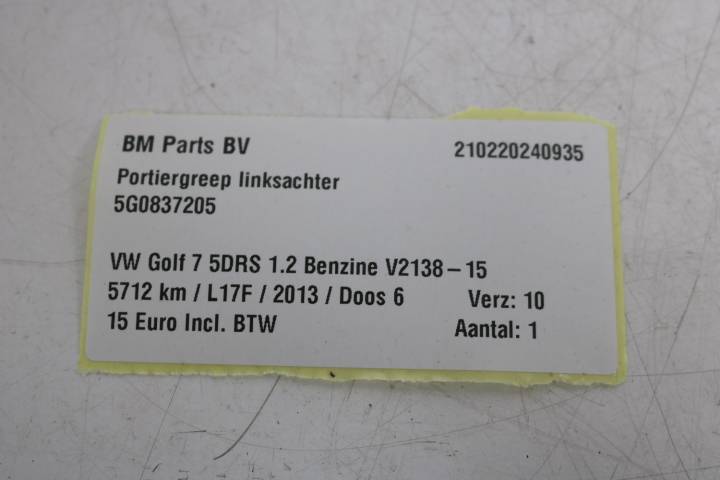 BM Parts BV 210220240935
Portiergreep linksachter
5G0837205
VW Golf 7 5DRS 1.2 Benzine V2138-15
5712 km / L17F / 2013 / Doos 6 Verz: 10
15 Euro Incl. BTW Aantal: 1